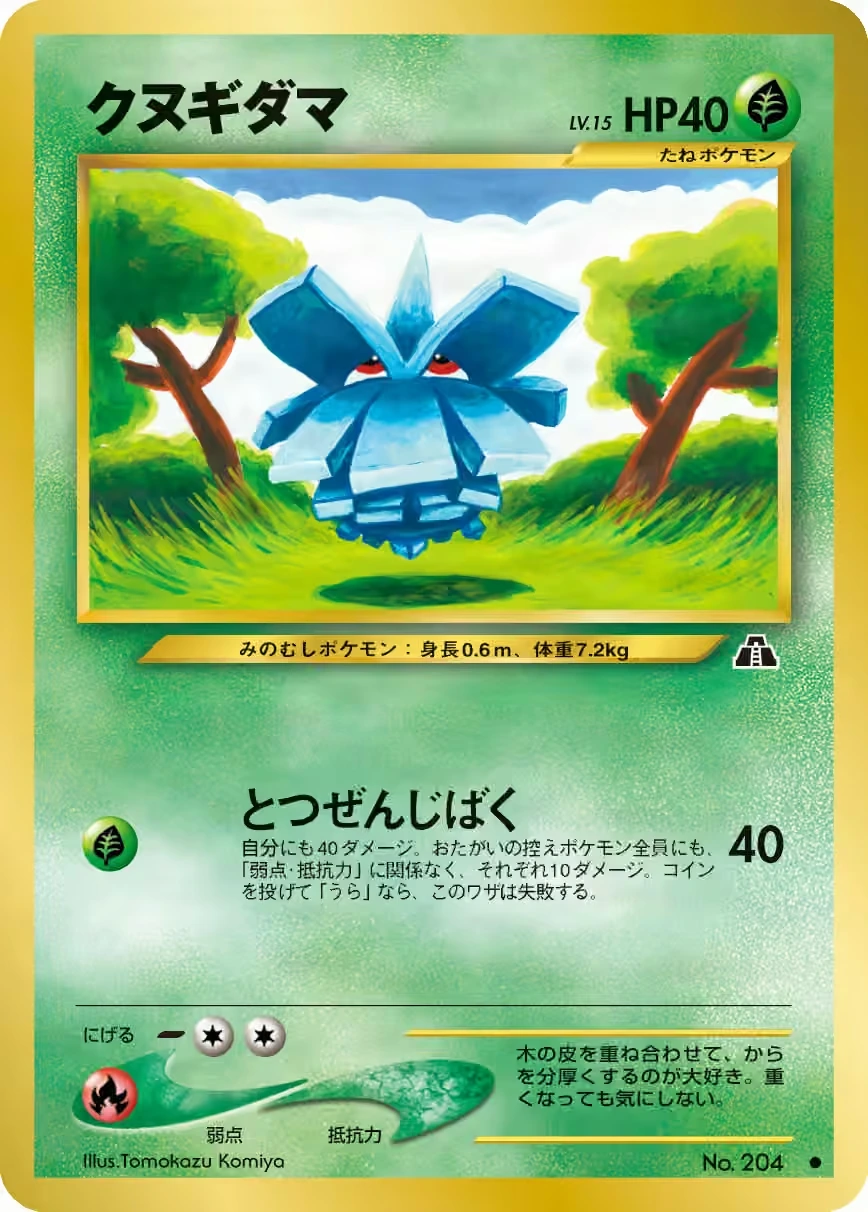 クヌギダマ
LV.15 HP40
たねポケモン
みのむしポケモン：身長0.6m、体重7.2kg
とつぜんじばく
自分にも40ダメージ。おたがいの控えポケモン全員にも、
「弱点・抵抗力」に関係なく、それぞれ10ダメージ。コイン
を投げて「うら」なら、このワザは失敗する。
40
にげる
木の皮を重ね合わせて、から
を分厚くするのが大好き。重
くなっても気にしない。
弱点 抵抗力
Illus.Tomokazu Komiya
No. 204